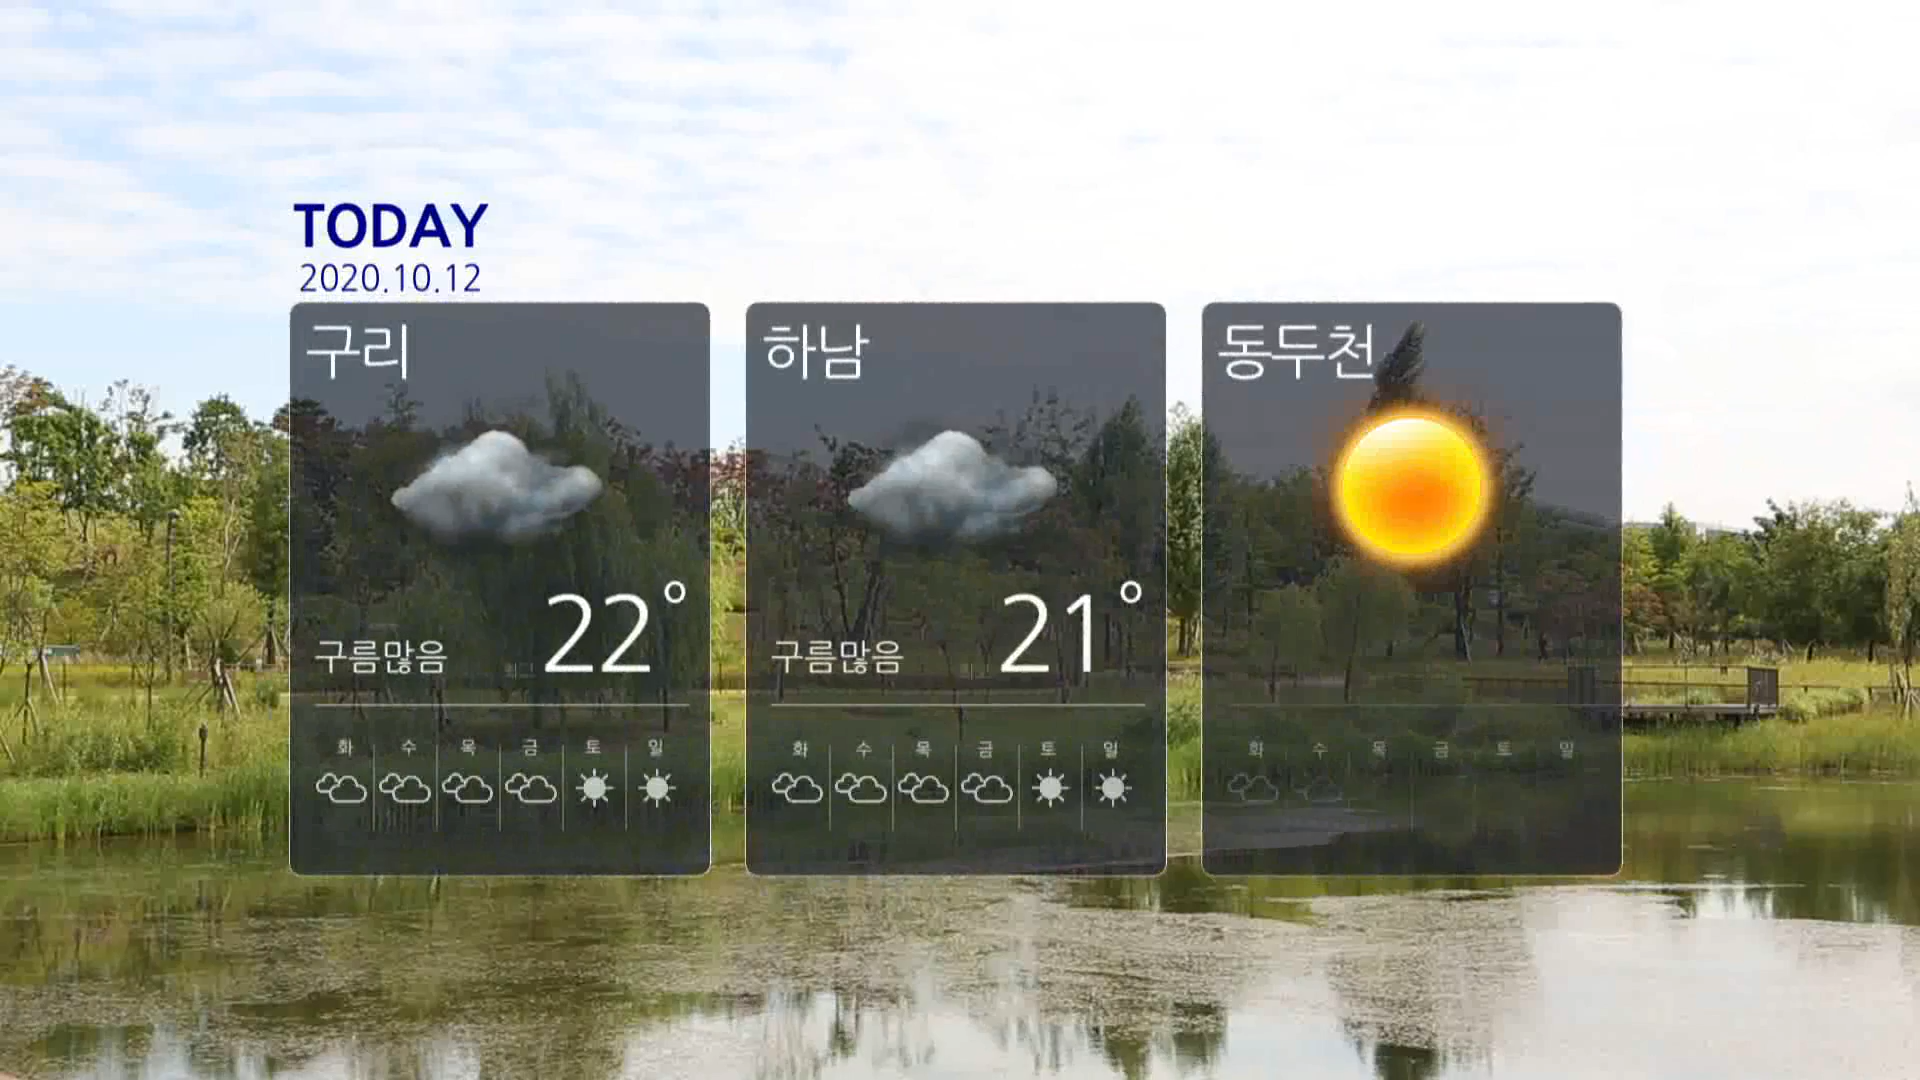 TODAY
2020.10.12
구리
구름많음 22°
화 수 목 금 토 일
하남
구름많음 21°
화 수 목 금 토 일
동두천
화 수 목 금 토 일